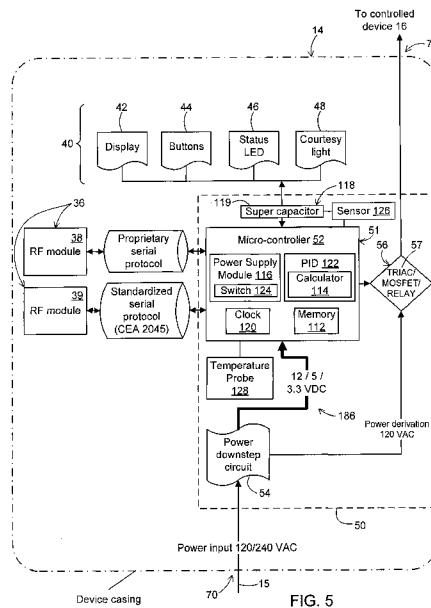 To controlled
device 16
7
14
42
44
46
48
40
Display
Buttons
Status
LED
Courtesy
light
118
119
Super capacitor
Sensor 126
51
36
38
RF module
Proprietary
serial
protocol
Micro-controller 52
56
57
Power Supply
Module 116
Switch 124
PID 122
Calculator
114
TRIAC/
MOSFET/
RELAY
39
RF module
Standardized
serial protocol
(CEA 2045)
Clock
120
Memory
112
Temperature
Probe
128
12 / 5 /
3.3 VDC
186
Power derivation
120 VAC
Power
downstep
circuit
54
50
Power input 120/240 VAC
Device casing
70
15
FIG. 5